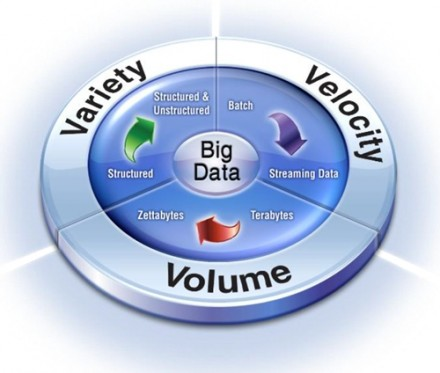 Variety
Velocity
Structured &
Unstructured
Batch
Big
Data
Structured
Streaming Data
Zettabytes
Terabytes
Volume